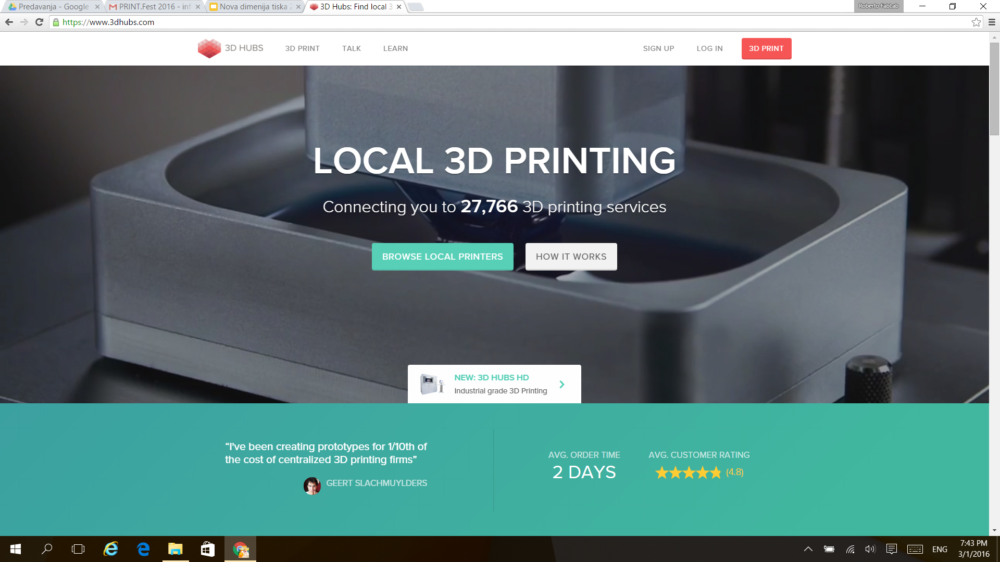 Predavanja - Google
PRINT.Fest 2016 - inf
Nova dimenija tiska 2
3D Hubs: Find local 3
Roberto FabLab
https://www.3dhubs.com
3D HUBS
3D PRINT
TALK
LEARN
SIGN UP
LOG IN
3D PRINT
LOCAL 3D PRINTING
Connecting you to 27,766 3D printing services
BROWSE LOCAL PRINTERS
HOW IT WORKS
NEW: 3D HUBS HD
Industrial grade 3D Printing
“I've been creating prototypes for 1/10th of
the cost of centralized 3D printing firms”
GEERT SLACHMUYLDERS
AVG. ORDER TIME
2 DAYS
AVG. CUSTOMER RATING
(4.8)
ENG
7:43 PM
3/1/2016